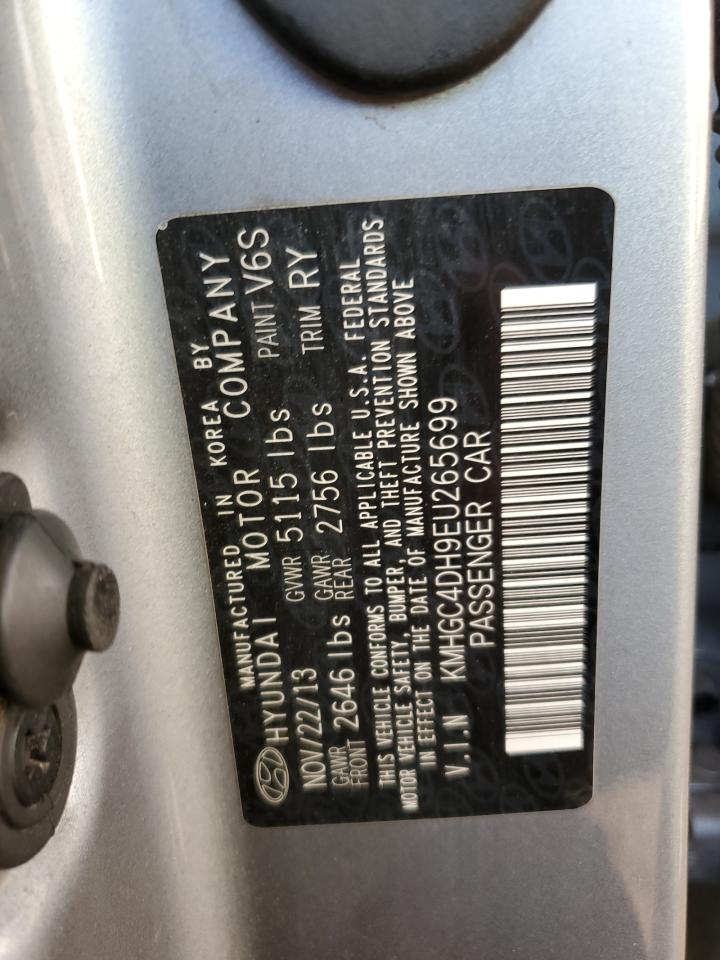 MANUFACTURED IN KOREA BY
HYUNDAI MOTOR COMPANY
NOV/22/13 GVWR 5115 lbs PAINT V6S
GAWR FRONT 2646 lbs GAWR REAR 2756 lbs TRIM RY
THIS VEHICLE CONFORMS TO ALL APPLICABLE U.S.A. FEDERAL
MOTOR VEHICLE SAFETY, BUMPER, AND THEFT PREVENTION STANDARDS
IN EFFECT ON THE DATE OF MANUFACTURE SHOWN ABOVE
V.I.N KMHGC4DH9EU265699
PASSENGER CAR